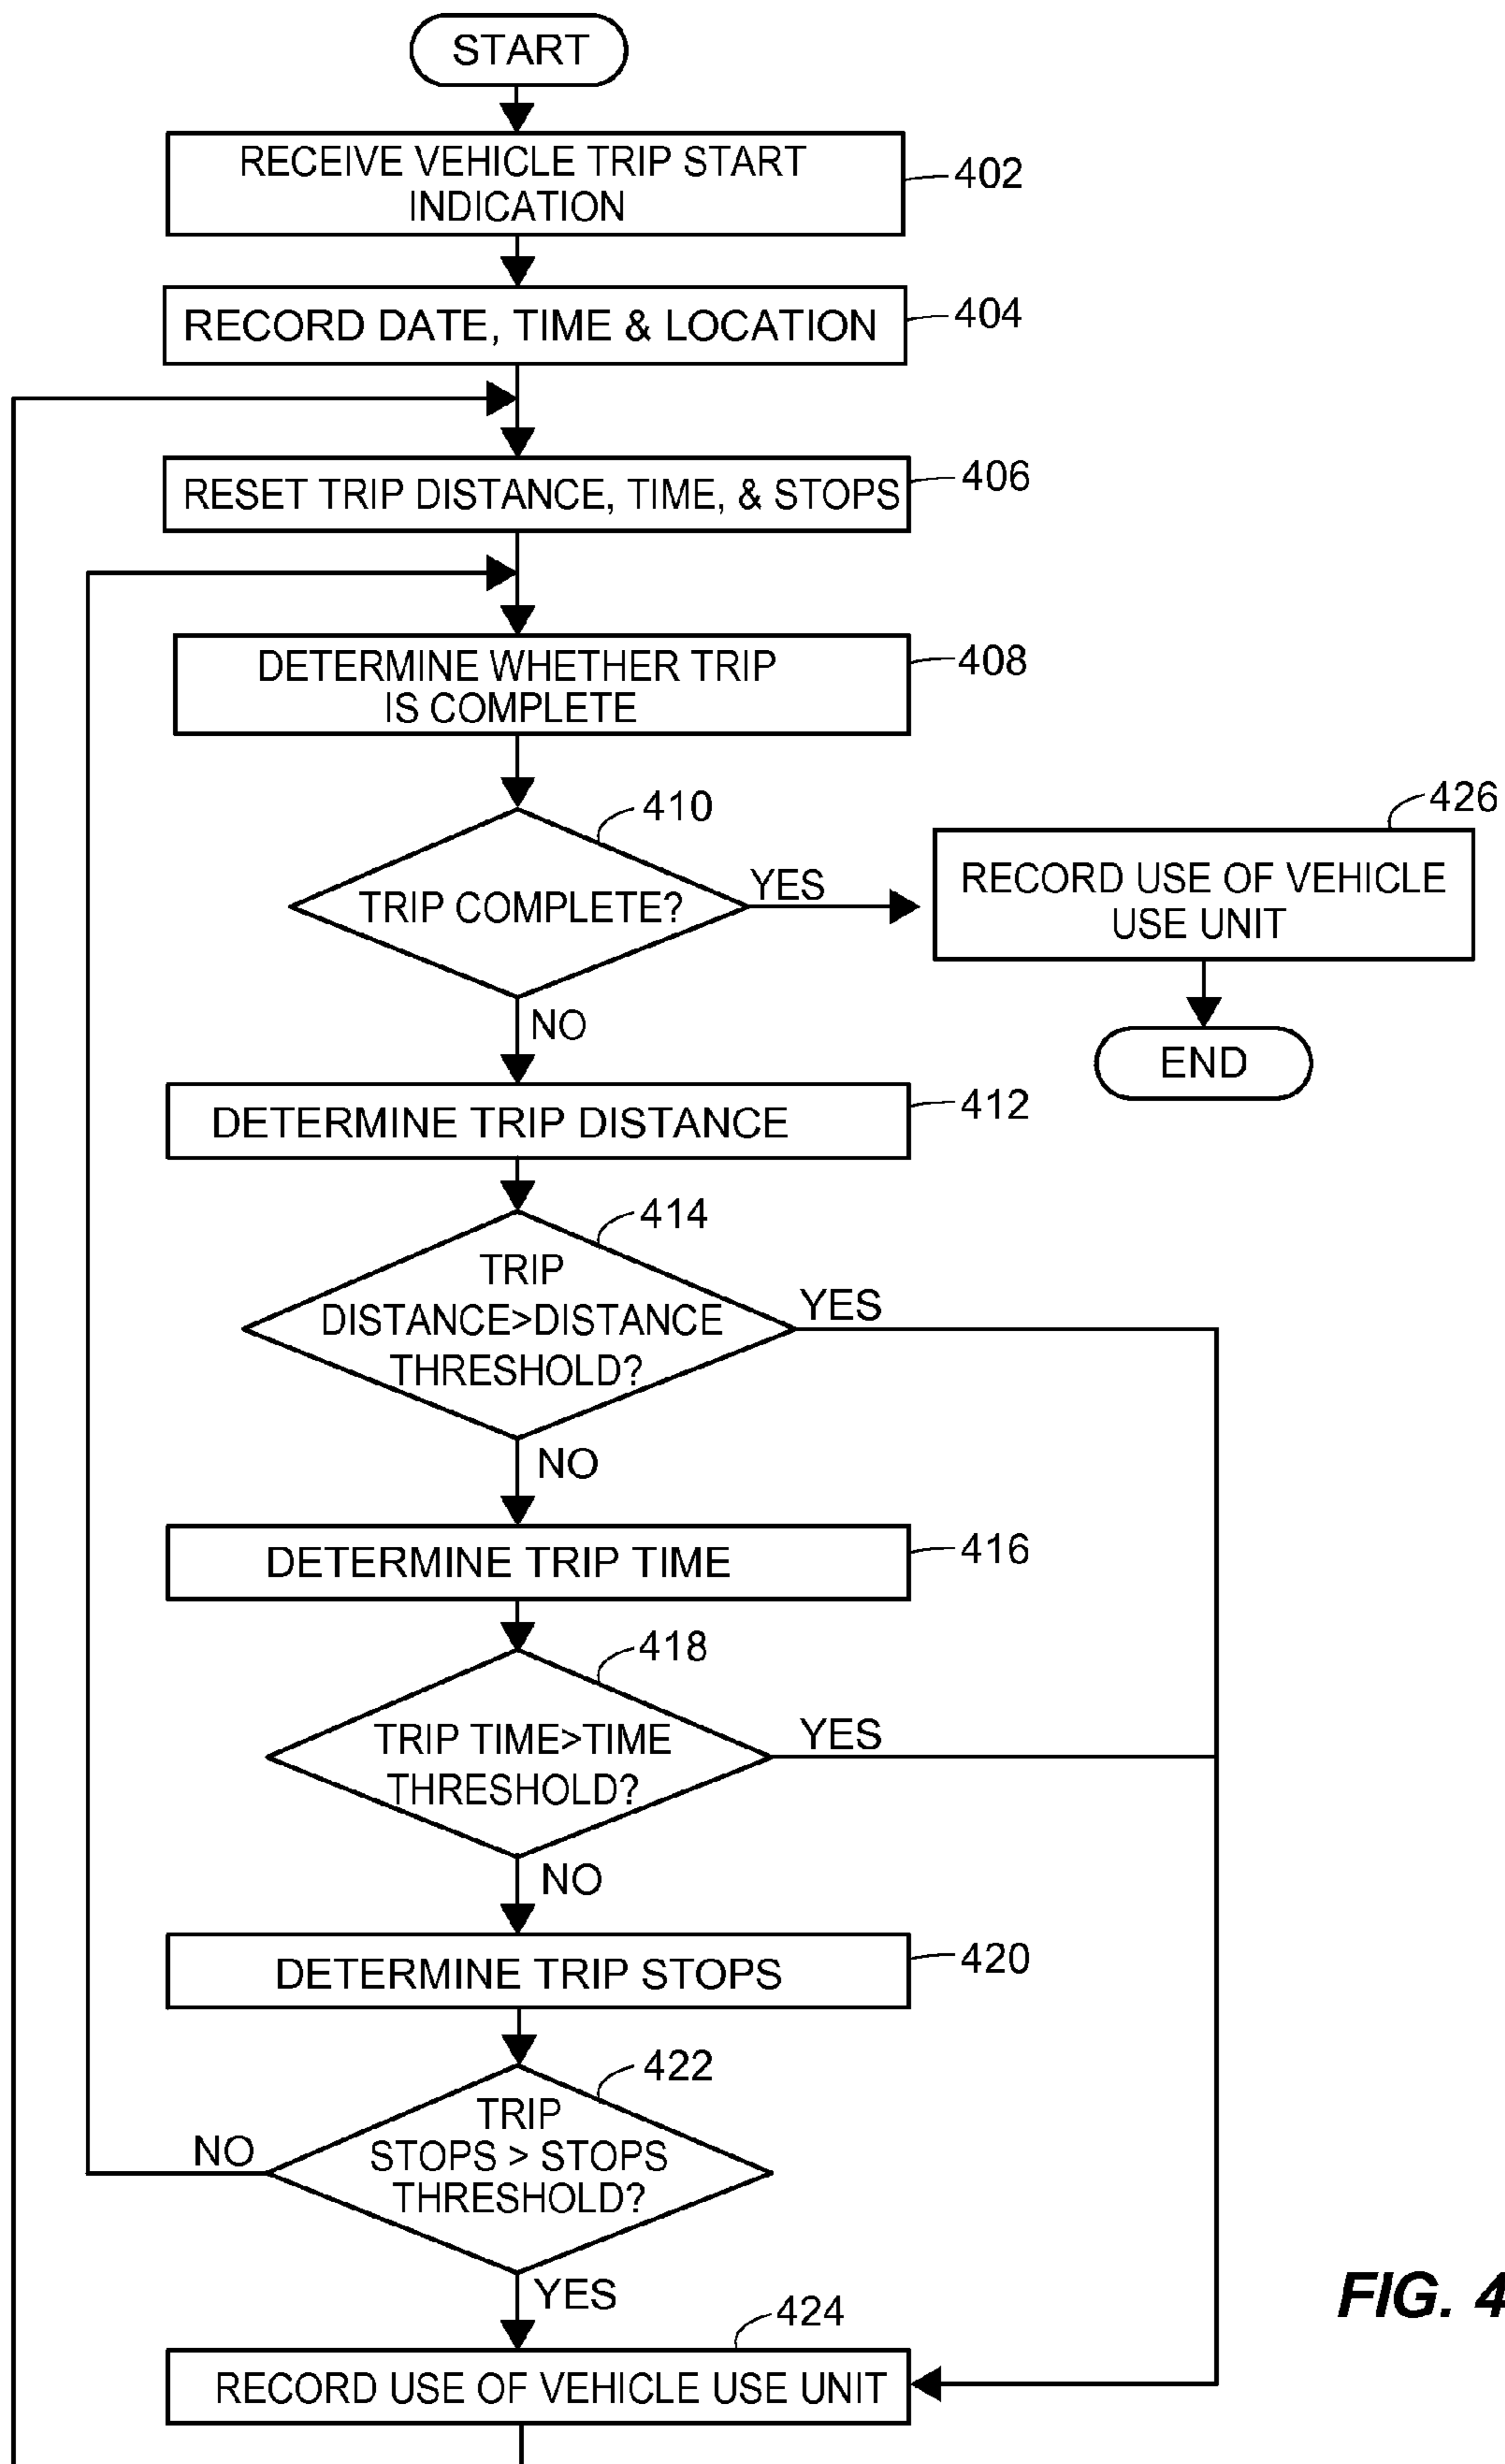 START
RECEIVE VEHICLE TRIP START
INDICATION
402
RECORD DATE, TIME & LOCATION
404
RESET TRIP DISTANCE, TIME, & STOPS
406
DETERMINE WHETHER TRIP
IS COMPLETE
408
410
TRIP COMPLETE?
YES
426
RECORD USE OF VEHICLE
USE UNIT
END
NO
DETERMINE TRIP DISTANCE
412
414
TRIP
DISTANCE>DISTANCE
THRESHOLD?
YES
NO
DETERMINE TRIP TIME
416
418
TRIP TIME>TIME
THRESHOLD?
YES
NO
DETERMINE TRIP STOPS
420
422
TRIP
STOPS > STOPS
THRESHOLD?
NO
YES
424
RECORD USE OF VEHICLE USE UNIT
FIG. 4